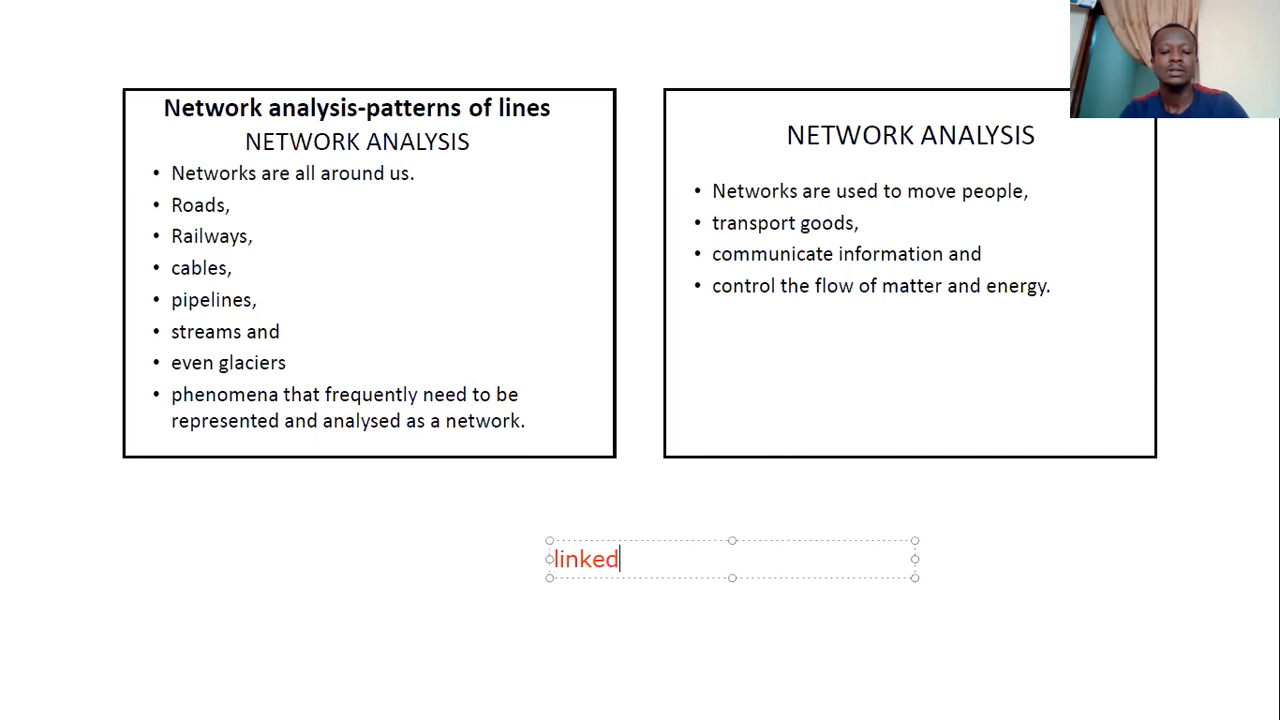 Network analysis-patterns of lines
NETWORK ANALYSIS
• Networks are all around us.
• Roads,
• Railways,
• cables,
• pipelines,
• streams and
• even glaciers
• phenomena that frequently need to be
represented and analysed as a network.
NETWORK ANALYSIS
• Networks are used to move people,
• transport goods,
• communicate information and
• control the flow of matter and energy.
linked